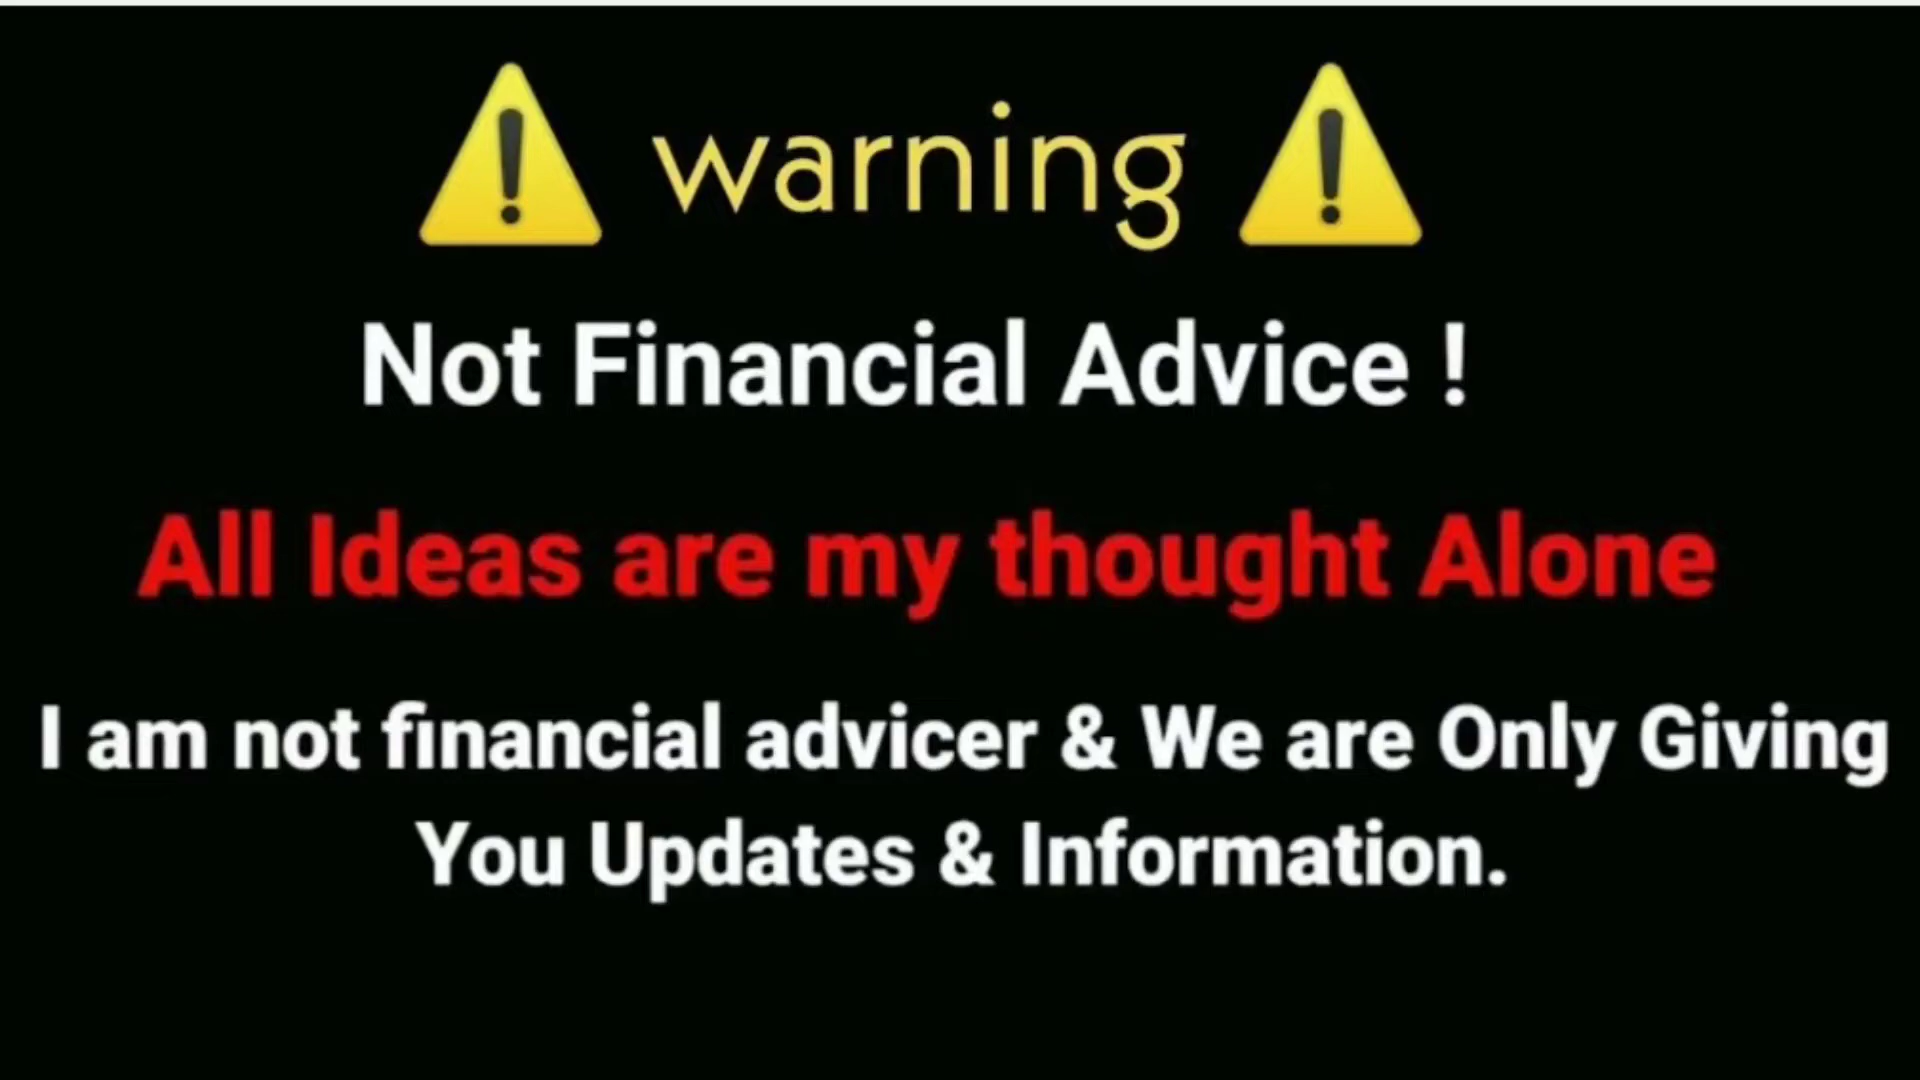 ⚠️ warning ⚠️
Not Financial Advice !
All Ideas are my thought Alone
I am not financial advicer & We are Only Giving
You Updates & Information.